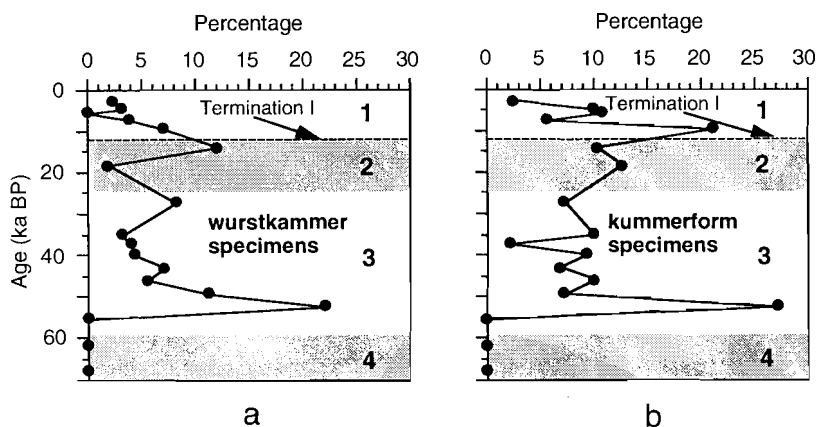 Percentage
0 5 10 15 20 25 30
0
20
40
60
Age (ka BP)
Termination I
1
2
wurstkammer
specimens
3
4
a
Percentage
0 5 10 15 20 25 30
Termination I
1
2
kummerform
specimens
3
4
b